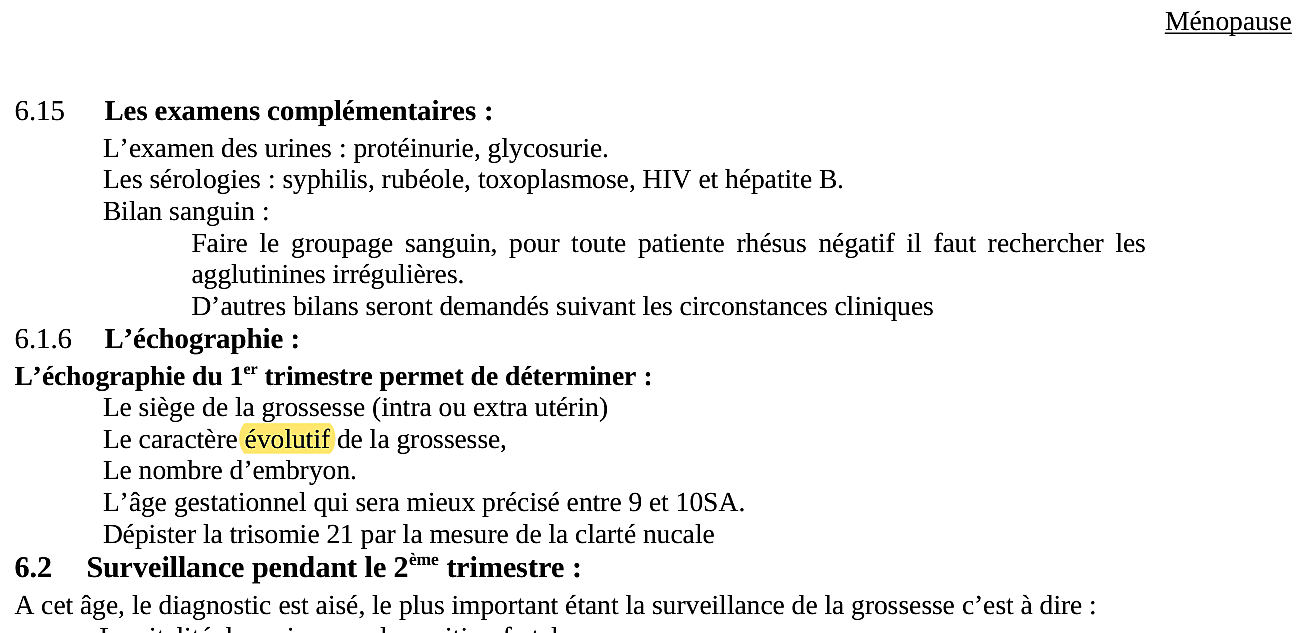 Ménopause
6.15 Les examens complémentaires :
L’examen des urines : protéinurie, glycosurie.
Les sérologies : syphilis, rubéole, toxoplasmose, HIV et hépatite B.
Bilan sanguin :
Faire le groupage sanguin, pour toute patiente rhésus négatif il faut rechercher les
agglutinines irrégulières.
D’autres bilans seront demandés suivant les circonstances cliniques
6.1.6 L’échographie :
L’échographie du 1er trimestre permet de déterminer :
Le siège de la grossesse (intra ou extra utérin)
Le caractère évolutif de la grossesse,
Le nombre d’embryon.
L’âge gestationnel qui sera mieux précisé entre 9 et 10SA.
Dépister la trisomie 21 par la mesure de la clarté nucale
6.2 Surveillance pendant le 2ème trimestre :
A cet âge, le diagnostic est aisé, le plus important étant la surveillance de la grossesse c’est à dire :